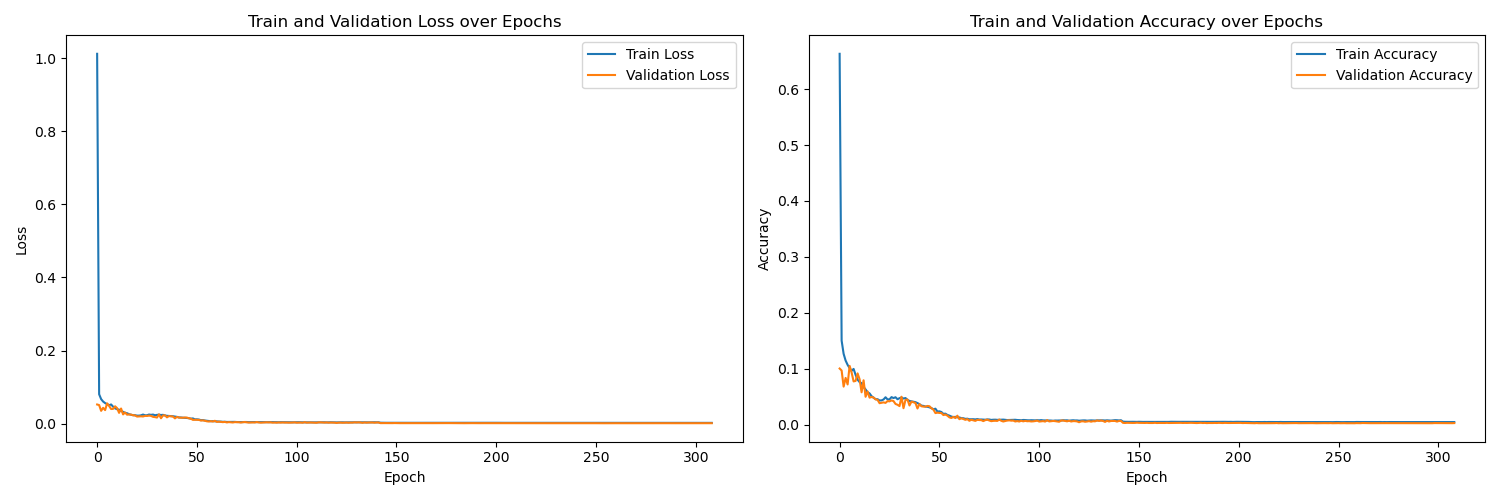 Train and Validation Loss over Epochs
1.0
0.8
0.6
0.4
0.2
0.0
Loss
0 50 100 150 200 250 300
Epoch
Train Loss
Validation Loss
Train and Validation Accuracy over Epochs
0.6
0.5
0.4
0.3
0.2
0.1
0.0
Accuracy
0 50 100 150 200 250 300
Epoch
Train Accuracy
Validation Accuracy